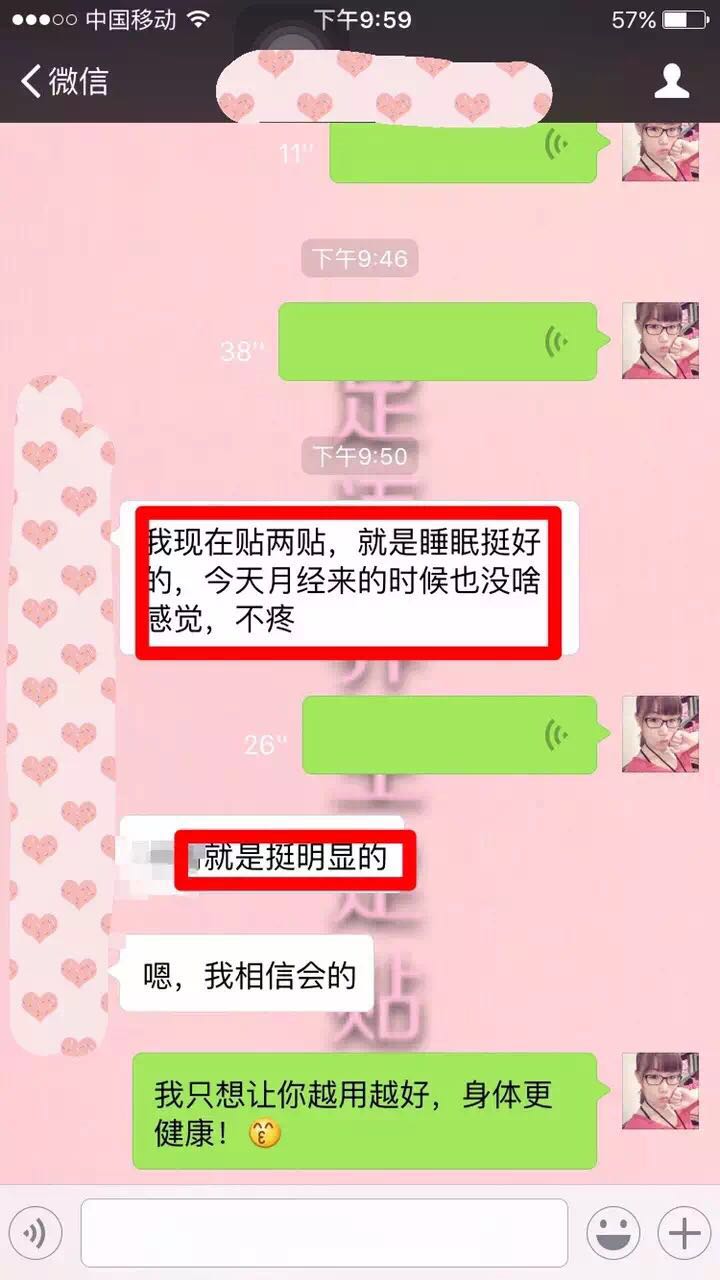 中国移动 下午9:59 57%
微信
11''
下午9:46
38''
下午9:50
我现在贴两贴，就是睡眠挺好
的，今天月经来的时候也没啥
感觉，不疼
26''
就是挺明显的
嗯，我相信会的
我只想让你越用越好，身体更
健康！
足
贴